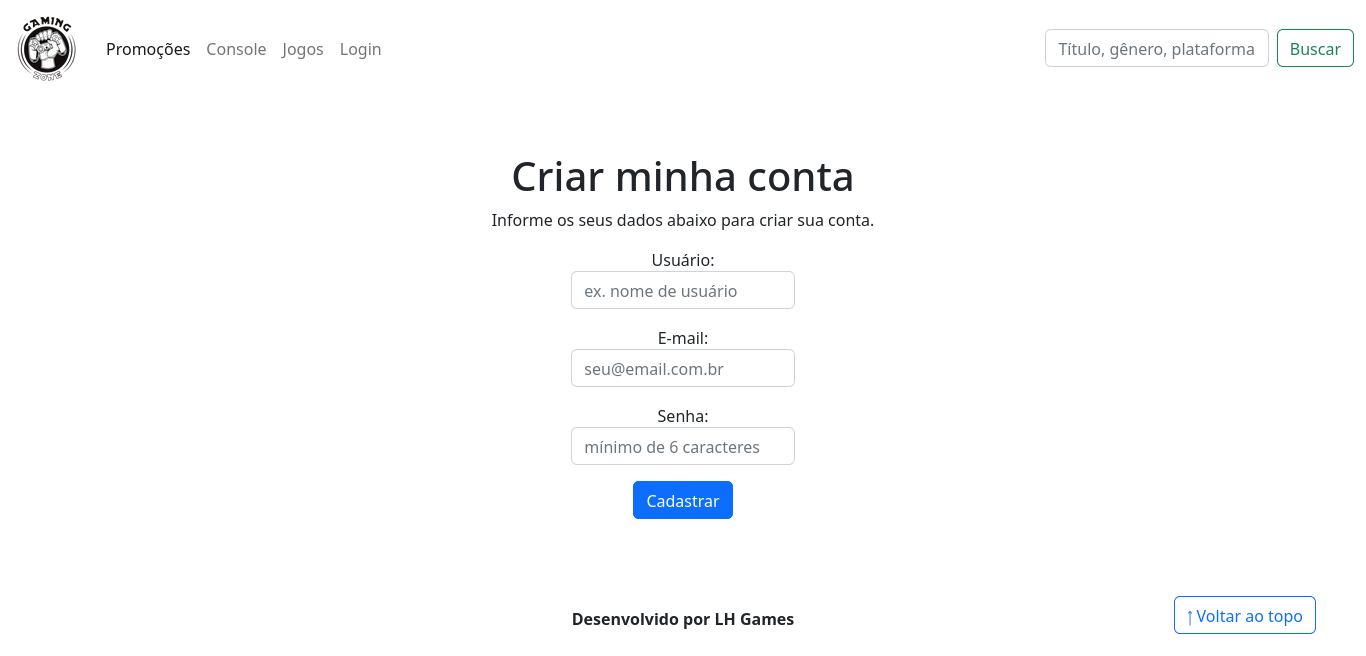 GAMING
ZONE
Promoções Console Jogos Login
Título, gênero, plataforma Buscar
Criar minha conta
Informe os seus dados abaixo para criar sua conta.
Usuário:
ex. nome de usuário
E-mail:
seu@email.com.br
Senha:
mínimo de 6 caracteres
Cadastrar
Desenvolvido por LH Games
↑ Voltar ao topo